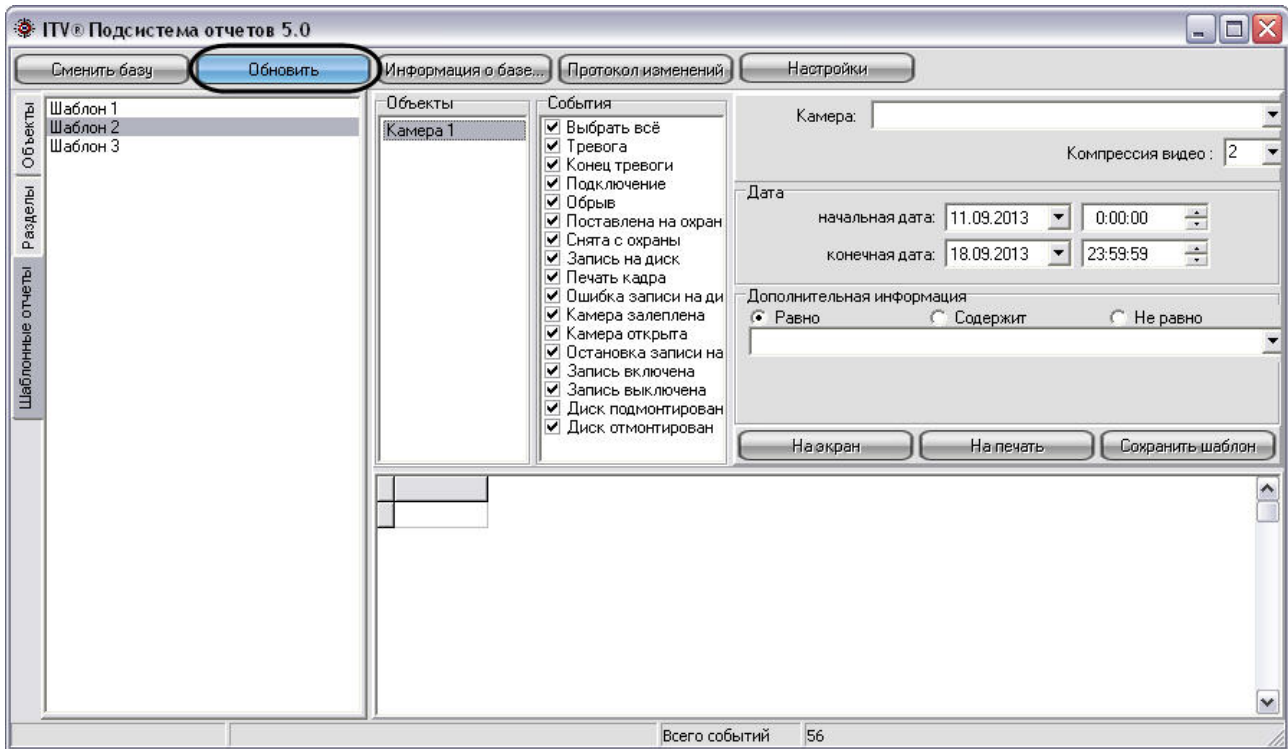 ITV® Подсистема отчетов 5.0
Сменить базу
Обновить
Информация о базе...
Протокол изменений
Настройки
Объекты
Разделы
Шаблонные отчеты
Шаблон 1
Шаблон 2
Шаблон 3
Объекты
Камера 1
События
Выбрать всё
Тревога
Конец тревоги
Подключение
Обрыв
Поставлена на охран
Снята с охраны
Запись на диск
Печать кадра
Ошибка записи на ди
Камера залеплена
Камера открыта
Остановка записи на
Запись включена
Запись выключена
Диск подмонтирован
Диск отмонтирован
Камера:
Компрессия видео : 2
Дата
начальная дата: 11.09.2013 0:00:00
конечная дата: 18.09.2013 23:59:59
Дополнительная информация
Равно Содержит Не равно
На экран На печать Сохранить шаблон
Всего событий 56